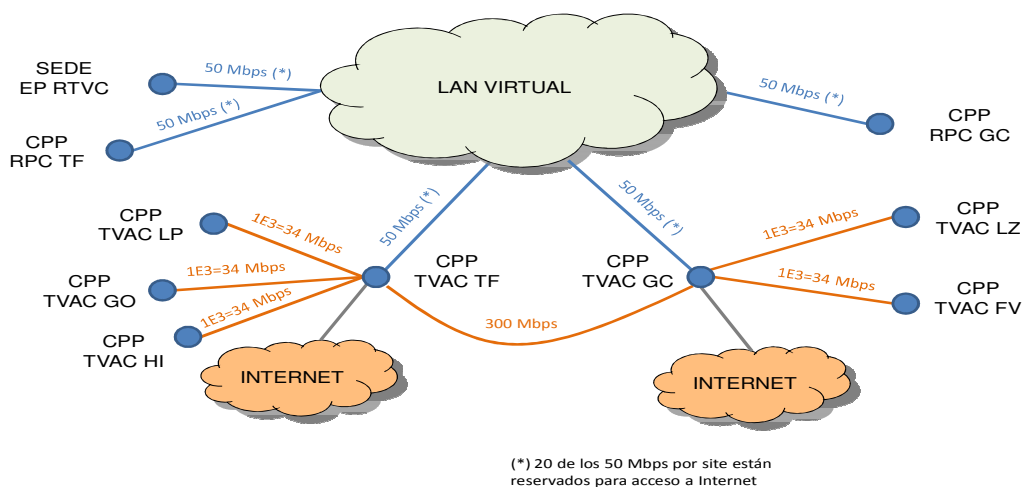 SEDE
EP RTVC
50 Mbps (*)
LAN VIRTUAL
50 Mbps (*)
CPP
RPC GC
50 Mbps (*)
CPP
RPC TF
50 Mbps (*)
50 Mbps (*)
CPP
TVAC LP
1E3=34 Mbps
CPP
TVAC LZ
1E3=34 Mbps
CPP
TVAC GO
1E3=34 Mbps
CPP
TVAC TF
CPP
TVAC GC
1E3=34 Mbps
CPP
TVAC FV
1E3=34 Mbps
CPP
TVAC HI
300 Mbps
INTERNET
INTERNET
(*) 20 de los 50 Mbps por site están
reservados para acceso a Internet